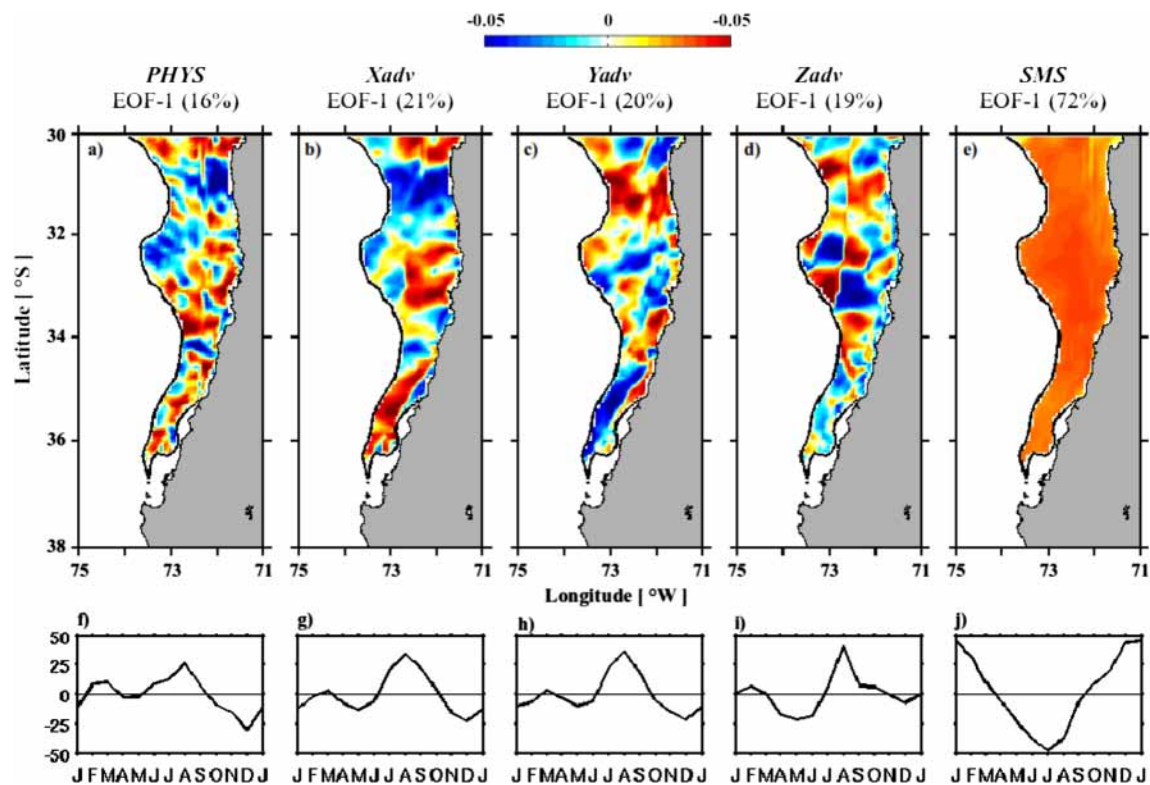 -0.05 0 -0.05
PHYS Xadv Yadv Zadv SMS
EOF-1 (16%) EOF-1 (21%) EOF-1 (20%) EOF-1 (19%) EOF-1 (72%)
30 a) b) c) d) e)
32
34
36
38
Latitude [ °S ]
75 73 71 75 73 71 75 73 71 75 73 71 75 73 71
Longitude [ °W ]
f) g) h) i) j)
50
25
0
-25
-50
J F M A M J J A S O N D J J F M A M J J A S O N D J J F M A M J J A S O N D J J F M A M J J A S O N D J J F M A M J J A S O N D J